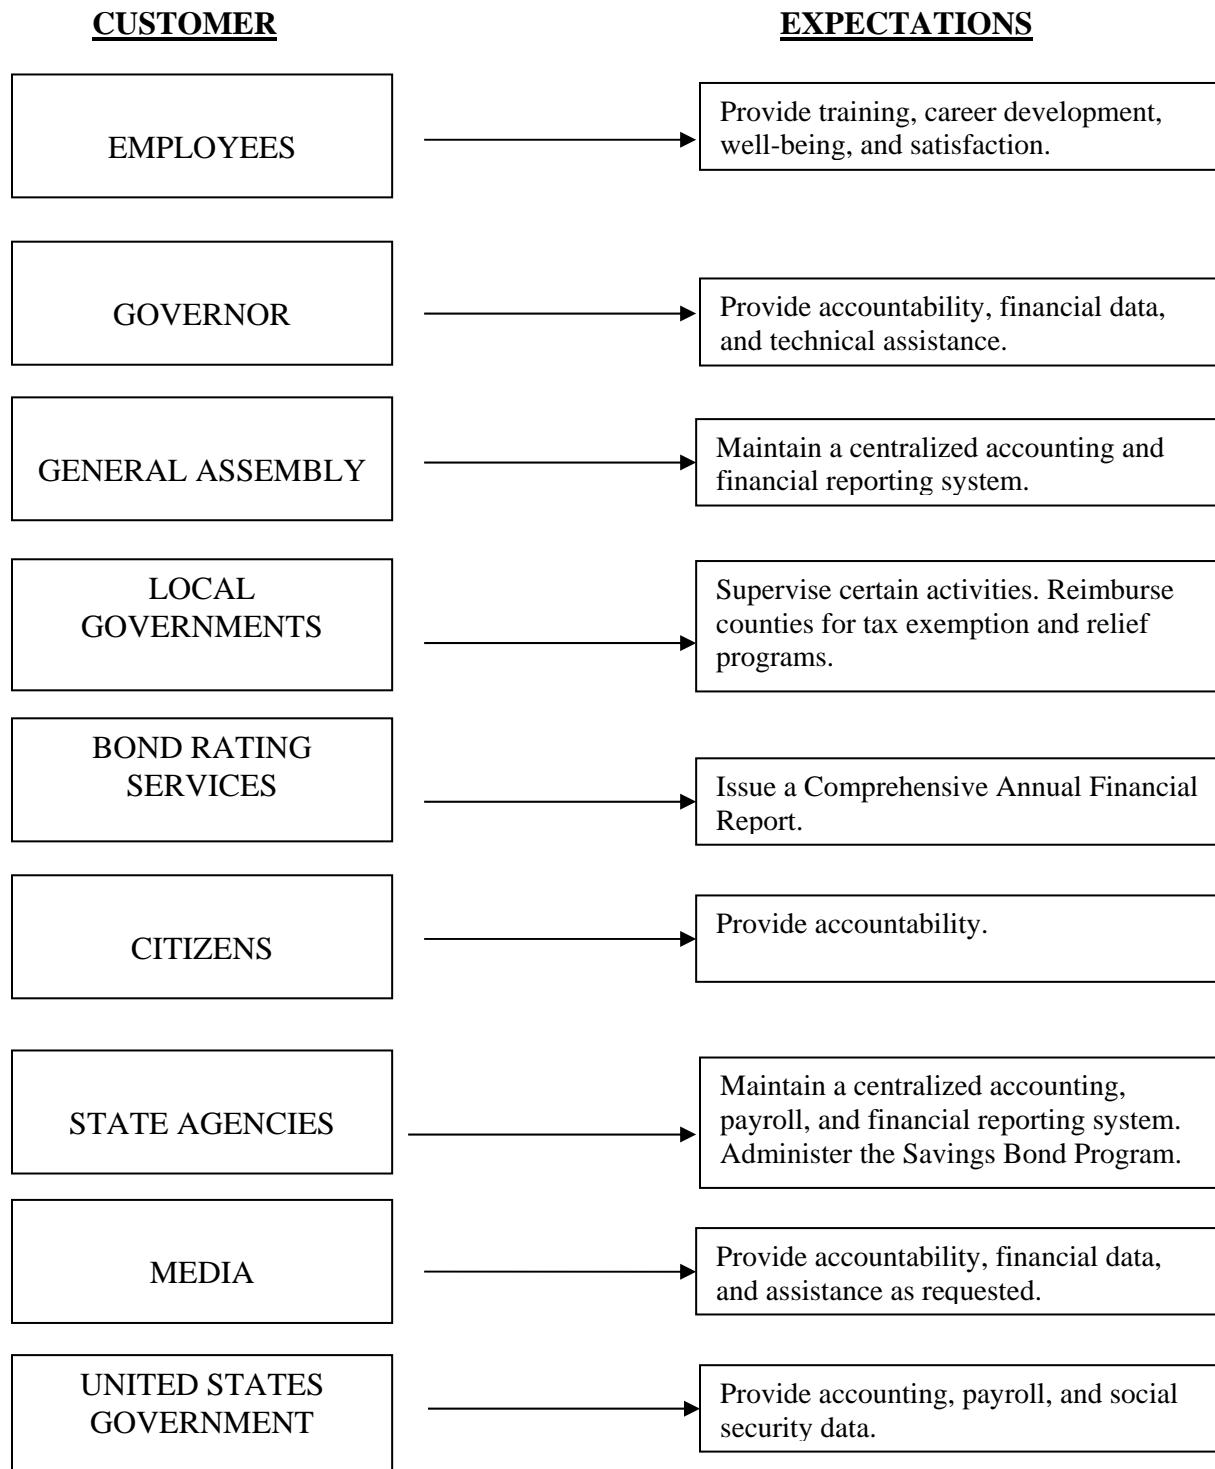 CUSTOMER
EXPECTATIONS
EMPLOYEES
Provide training, career development,
well-being, and satisfaction.
GOVERNOR
Provide accountability, financial data,
and technical assistance.
GENERAL ASSEMBLY
Maintain a centralized accounting and
financial reporting system.
LOCAL
GOVERNMENTS
Supervise certain activities. Reimburse
counties for tax exemption and relief
programs.
BOND RATING
SERVICES
Issue a Comprehensive Annual Financial
Report.
CITIZENS
Provide accountability.
STATE AGENCIES
Maintain a centralized accounting,
payroll, and financial reporting system.
Administer the Savings Bond Program.
MEDIA
Provide accountability, financial data,
and assistance as requested.
UNITED STATES
GOVERNMENT
Provide accounting, payroll, and social
security data.